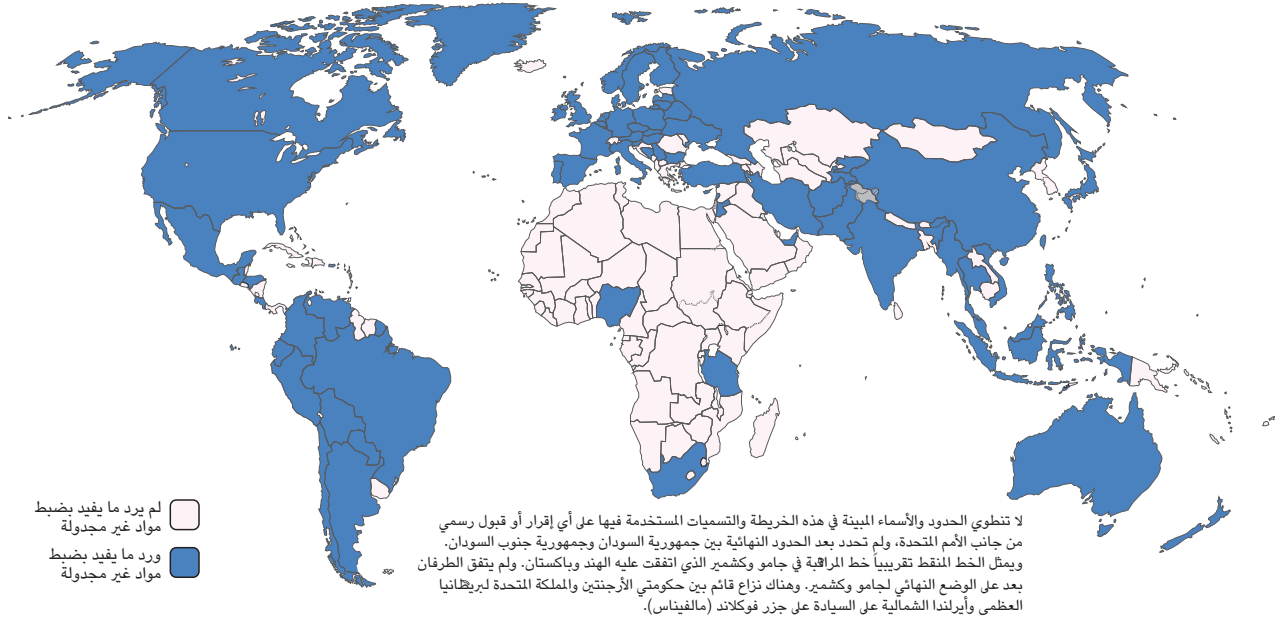 لم يرد ما يفيد بضبط
مواد غير مجدولة
ورد ما يفيد بضبط
مواد غير مجدولة
لا تنطوي الحدود والأسماء المبينة في هذه الخريطة والتسميات المستخدمة فيها على أي إقرار أو قبول رسمي
من جانب الأمم المتحدة، ولم تحدد بعد الحدود النهائية بين جمهورية السودان وجمهورية جنوب السودان.
ويمثل الخط المنقط تقريبياً خط المراقبة في جامو وكشمير الذي اتفقت عليه الهند وباكستان. ولم يتفق الطرفان
بعد على الوضع النهائي لجامو وكشمير. وهناك نزاع قائم بين حكومتي الأرجنتين والمملكة المتحدة لبريطانيا
العظمى وأيرلندا الشمالية على السيادة على جزر فوكلاند (مالفيناس).